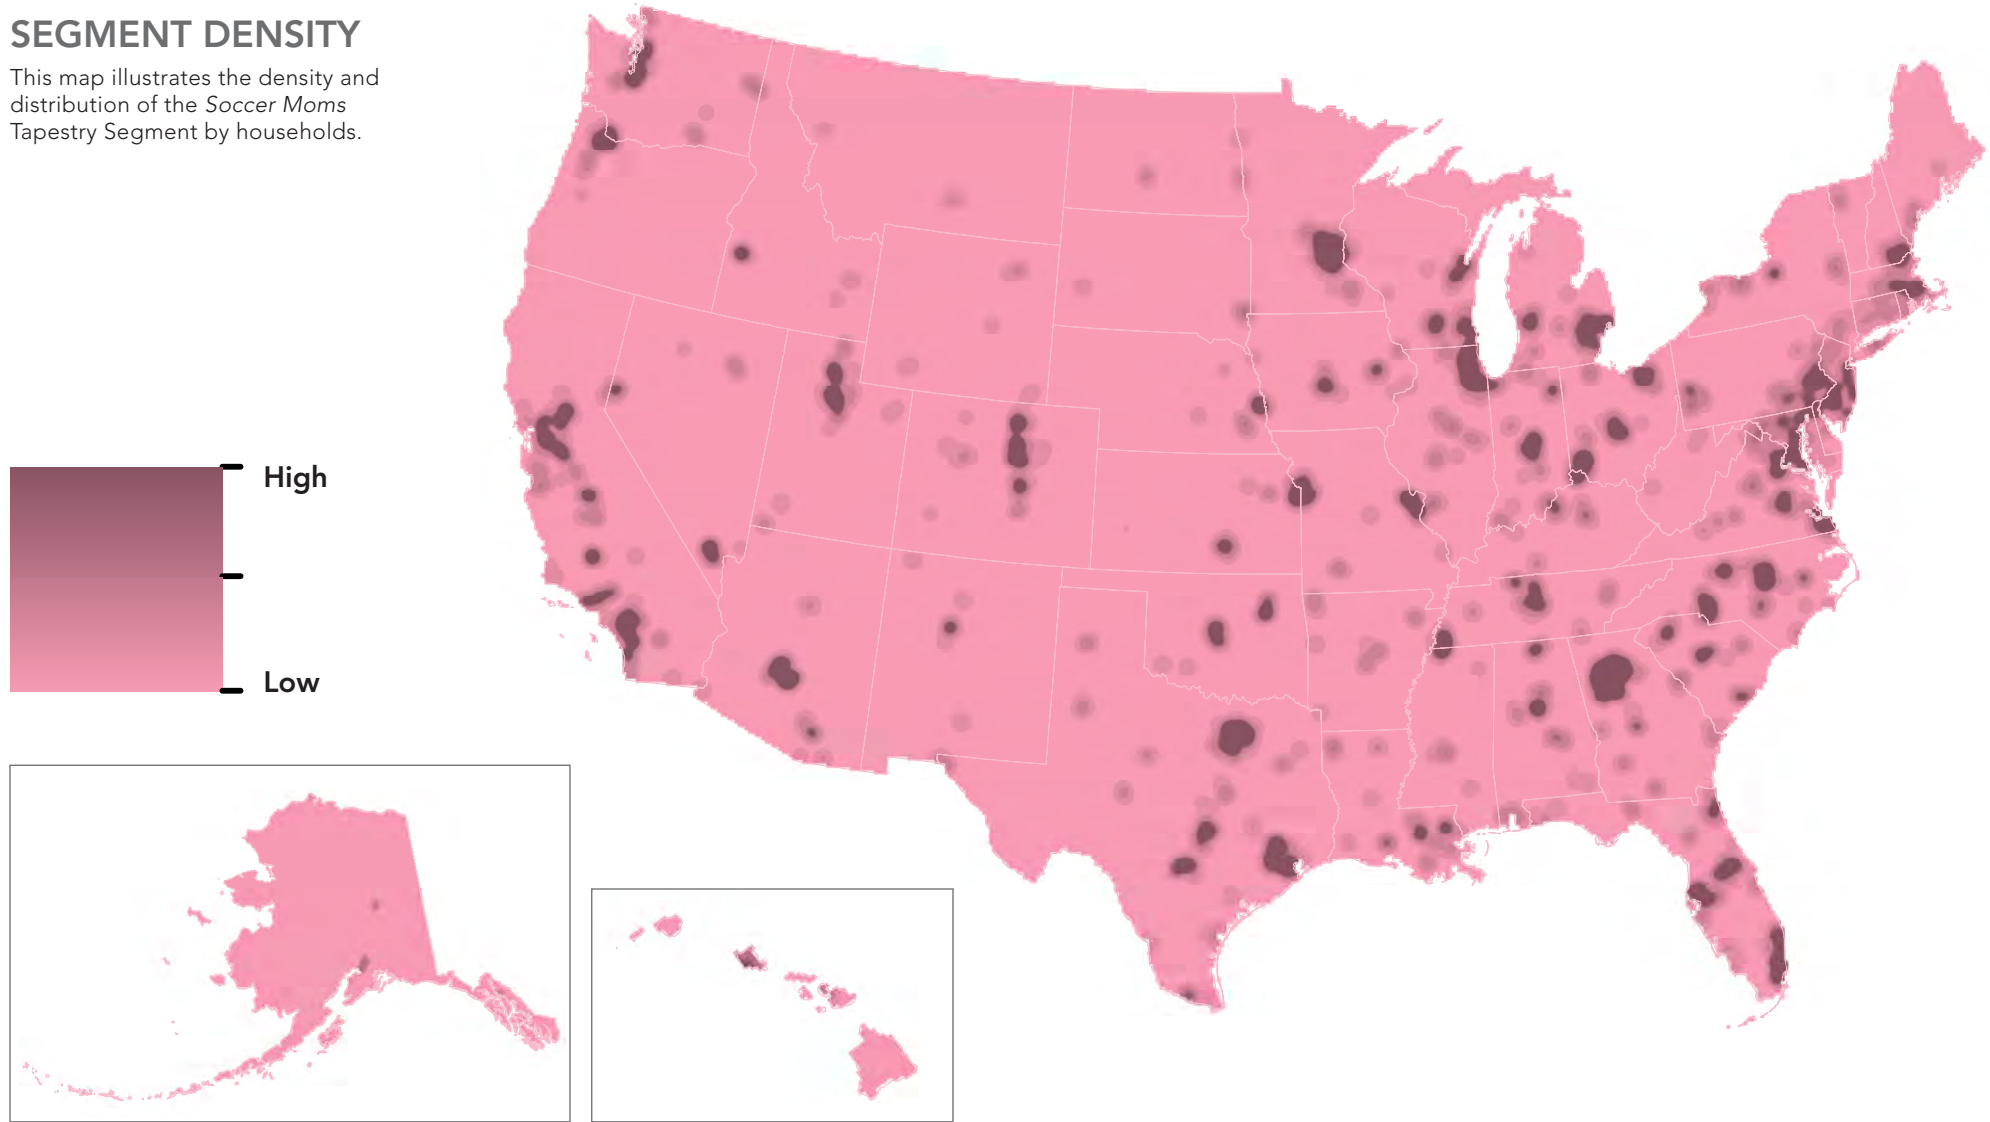 SEGMENT DENSITY
This map illustrates the density and
distribution of the Soccer Moms
Tapestry Segment by households.
High
Low